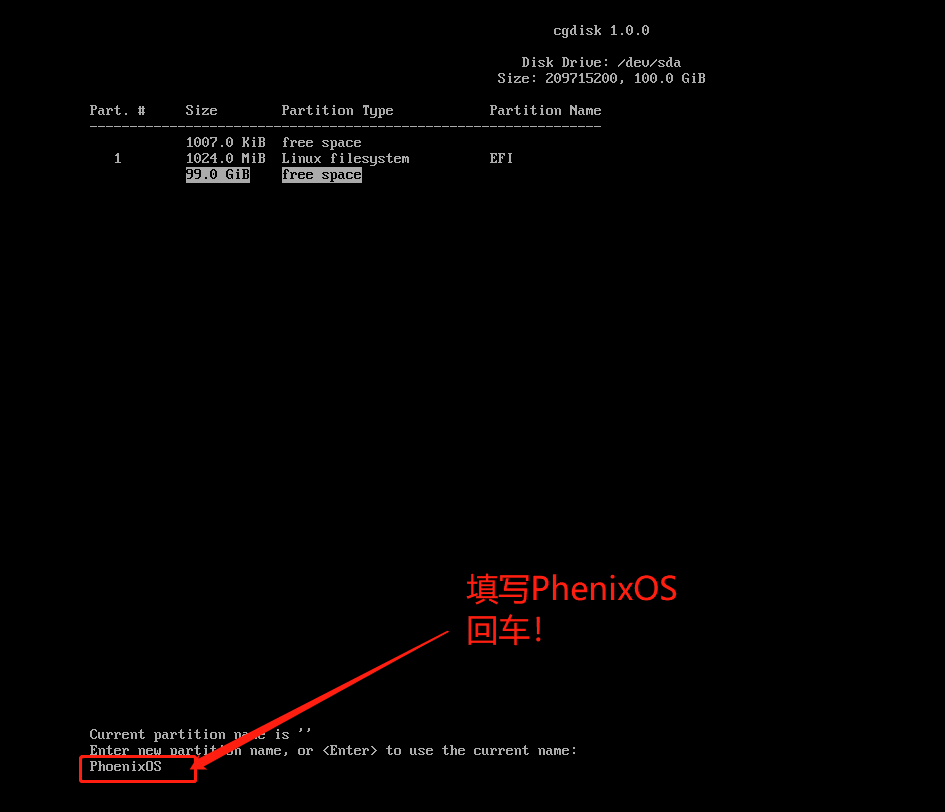 cgdisk 1.0.0
Disk Drive: /dev/sda
Size: 209715200, 100.0 GiB
Part. # Size Partition Type Partition Name
1007.0 KiB free space
1 1024.0 MiB Linux filesystem EFI
99.0 GiB free space
填写PhenixOS
回车！
Current partition name is ''
Enter new partition name, or <Enter> to use the current name:
PhoenixOS